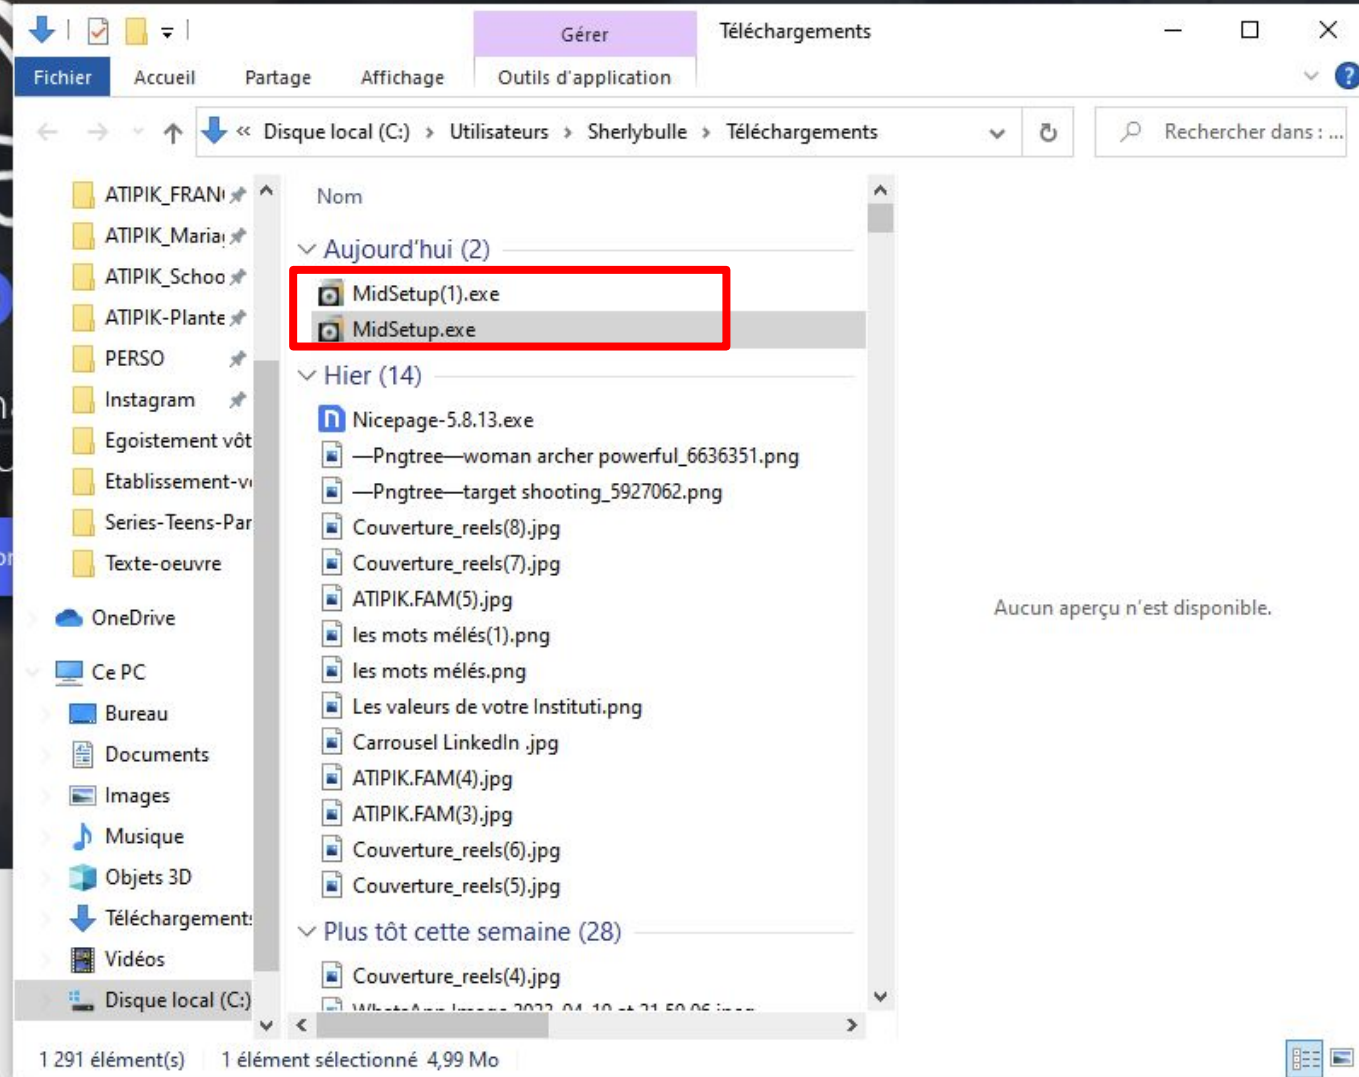 Gérer
Téléchargements
Fichier
Accueil
Partage
Affichage
Outils d'application
« Disque local (C:) › Utilisateurs › Sherlybulle › Téléchargements
Rechercher dans : ...
ATIPIK_FRAN
ATIPIK_Maria
ATIPIK_Schoo
ATIPIK-Plante
PERSO
Instagram
Egoistement vôt
Etablissement-v
Series-Teens-Par
Texte-oeuvre
OneDrive
Ce PC
Bureau
Documents
Images
Musique
Objets 3D
Téléchargements
Vidéos
Disque local (C:)
Nom
Aujourd'hui (2)
MidSetup(1).exe
MidSetup.exe
Hier (14)
Nicepage-5.8.13.exe
—Pngtree—woman archer powerful_6636351.png
—Pngtree—target shooting_5927062.png
Couverture_reels(8).jpg
Couverture_reels(7).jpg
ATIPIK.FAM(5).jpg
les mots mélés(1).png
les mots mélés.png
Les valeurs de votre Instituti.png
Carrousel LinkedIn .jpg
ATIPIK.FAM(4).jpg
ATIPIK.FAM(3).jpg
Couverture_reels(6).jpg
Couverture_reels(5).jpg
Plus tôt cette semaine (28)
Couverture_reels(4).jpg
Aucun aperçu n'est disponible.
1 291 élément(s)
1 élément sélectionné 4,99 Mo